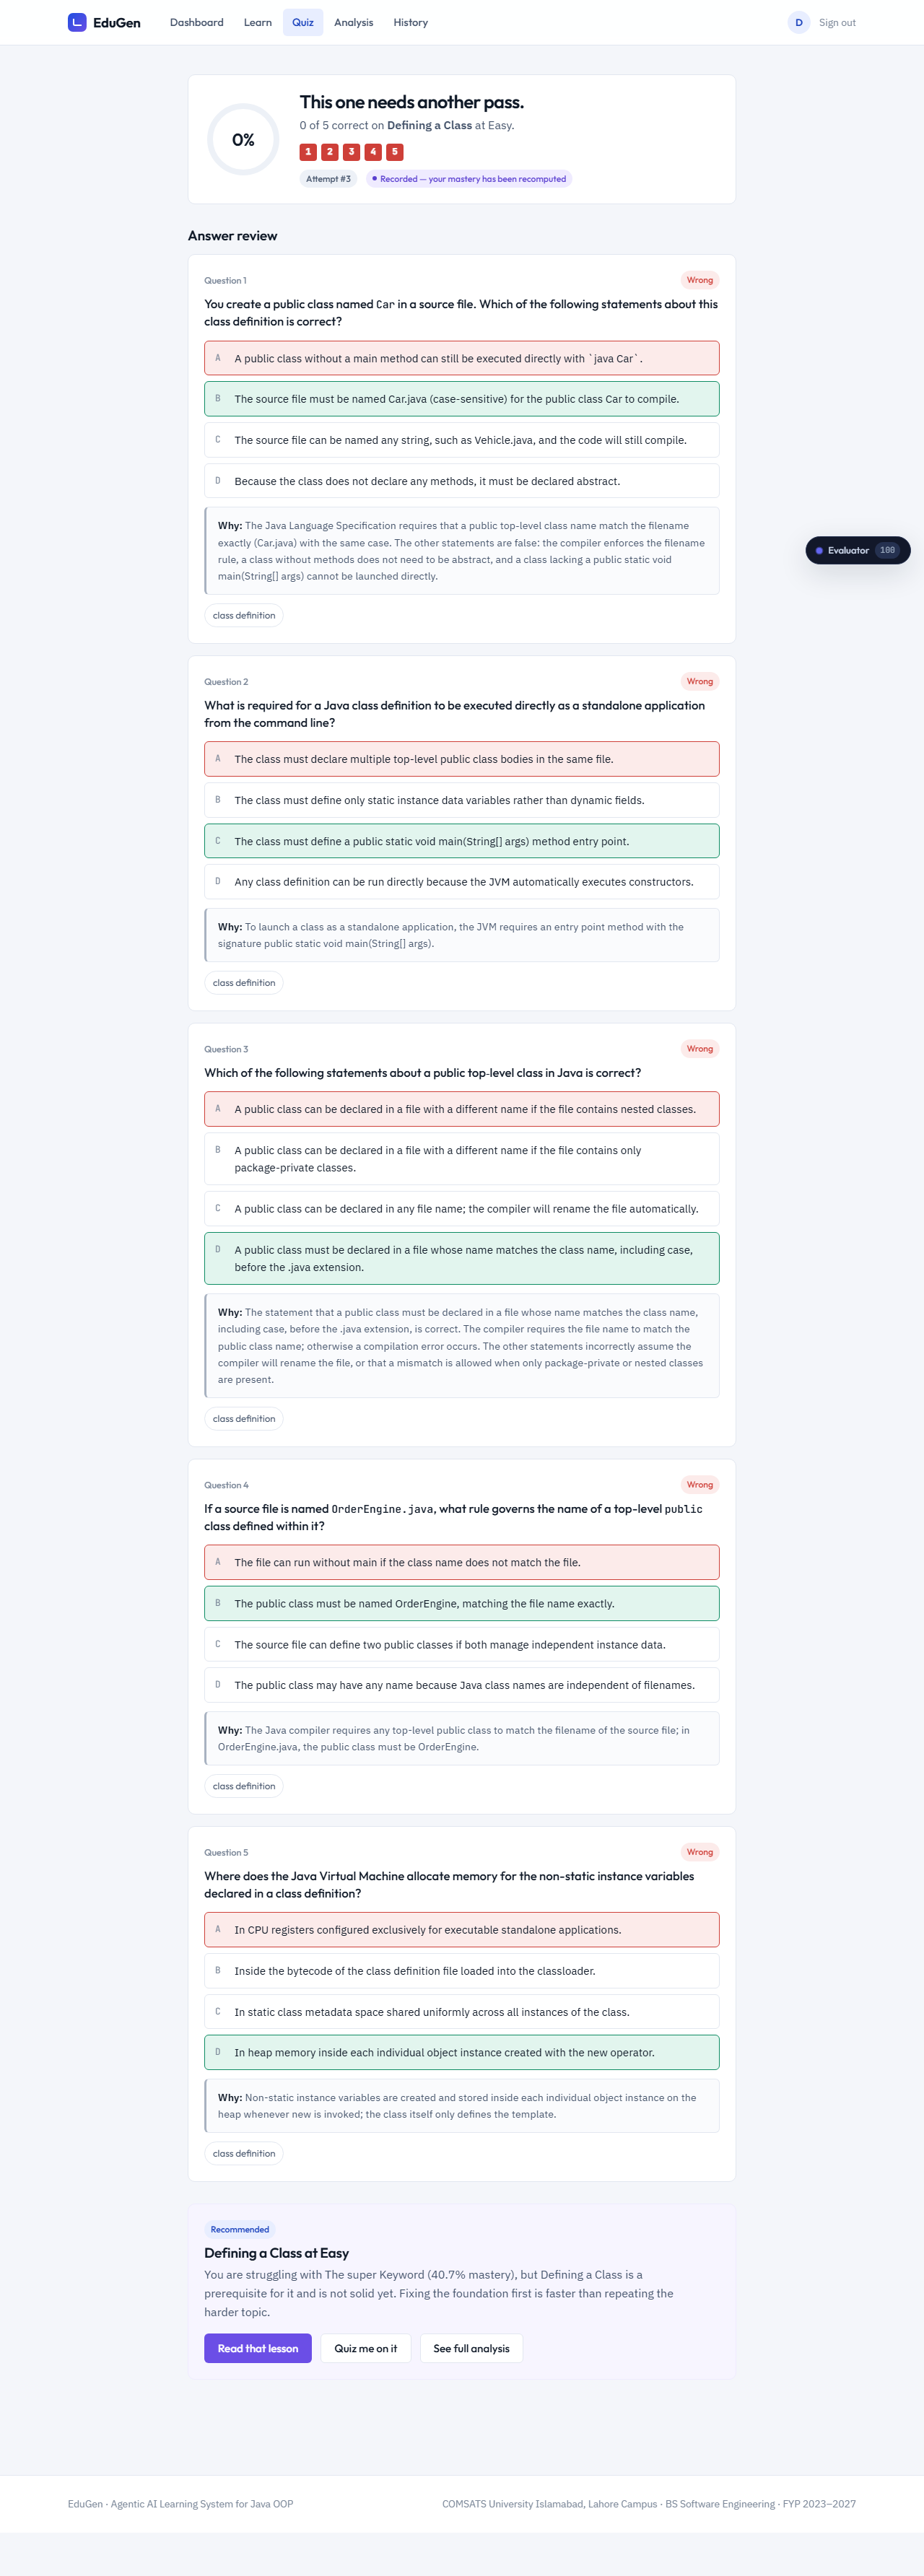 EduGen
Dashboard
Learn
Quiz
Analysis
History
D
Sign out
0%
This one needs another pass.
0 of 5 correct on Defining a Class at Easy.
1 2 3 4 5
Attempt #3
Recorded — your mastery has been recomputed
Answer review
Question 1
Wrong
You create a public class named Car in a source file. Which of the following statements about this
class definition is correct?
A A public class without a main method can still be executed directly with `java Car`.
B The source file must be named Car.java (case-sensitive) for the public class Car to compile.
C The source file can be named any string, such as Vehicle.java, and the code will still compile.
D Because the class does not declare any methods, it must be declared abstract.
Why: The Java Language Specification requires that a public top-level class name match the filename
exactly (Car.java) with the same case. The other statements are false: the compiler enforces the filename
rule, a class without methods does not need to be abstract, and a class lacking a public static void
main(String[] args) cannot be launched directly.
class definition
Evaluator 100
Question 2
Wrong
What is required for a Java class definition to be executed directly as a standalone application
from the command line?
A The class must declare multiple top-level public class bodies in the same file.
B The class must define only static instance data variables rather than dynamic fields.
C The class must define a public static void main(String[] args) method entry point.
D Any class definition can be run directly because the JVM automatically executes constructors.
Why: To launch a class as a standalone application, the JVM requires an entry point method with the
signature public static void main(String[] args).
class definition
Question 3
Wrong
Which of the following statements about a public top-level class in Java is correct?
A A public class can be declared in a file with a different name if the file contains nested classes.
B A public class can be declared in a file with a different name if the file contains only
package-private classes.
C A public class can be declared in any file name; the compiler will rename the file automatically.
D A public class must be declared in a file whose name matches the class name, including case,
before the .java extension.
Why: The statement that a public class must be declared in a file whose name matches the class name,
including case, before the .java extension, is correct. The compiler requires the file name to match the
public class name; otherwise a compilation error occurs. The other statements incorrectly assume the
compiler will rename the file, or that a mismatch is allowed when only package-private or nested classes
are present.
class definition
Question 4
Wrong
If a source file is named OrderEngine.java, what rule governs the name of a top-level public
class defined within it?
A The file can run without main if the class name does not match the file.
B The public class must be named OrderEngine, matching the file name exactly.
C The source file can define two public classes if both manage independent instance data.
D The public class may have any name because Java class names are independent of filenames.
Why: The Java compiler requires any top-level public class to match the filename of the source file; in
OrderEngine.java, the public class must be OrderEngine.
class definition
Question 5
Wrong
Where does the Java Virtual Machine allocate memory for the non-static instance variables
declared in a class definition?
A In CPU registers configured exclusively for executable standalone applications.
B Inside the bytecode of the class definition file loaded into the classloader.
C In static class metadata space shared uniformly across all instances of the class.
D In heap memory inside each individual object instance created with the new operator.
Why: Non-static instance variables are created and stored inside each individual object instance on the
heap whenever new is invoked; the class itself only defines the template.
class definition
Recommended
Defining a Class at Easy
You are struggling with The super Keyword (40.7% mastery), but Defining a Class is a
prerequisite for it and is not solid yet. Fixing the foundation first is faster than repeating the
harder topic.
Read that lesson
Quiz me on it
See full analysis
EduGen · Agentic AI Learning System for Java OOP
COMSATS University Islamabad, Lahore Campus · BS Software Engineering · FYP 2023–2027